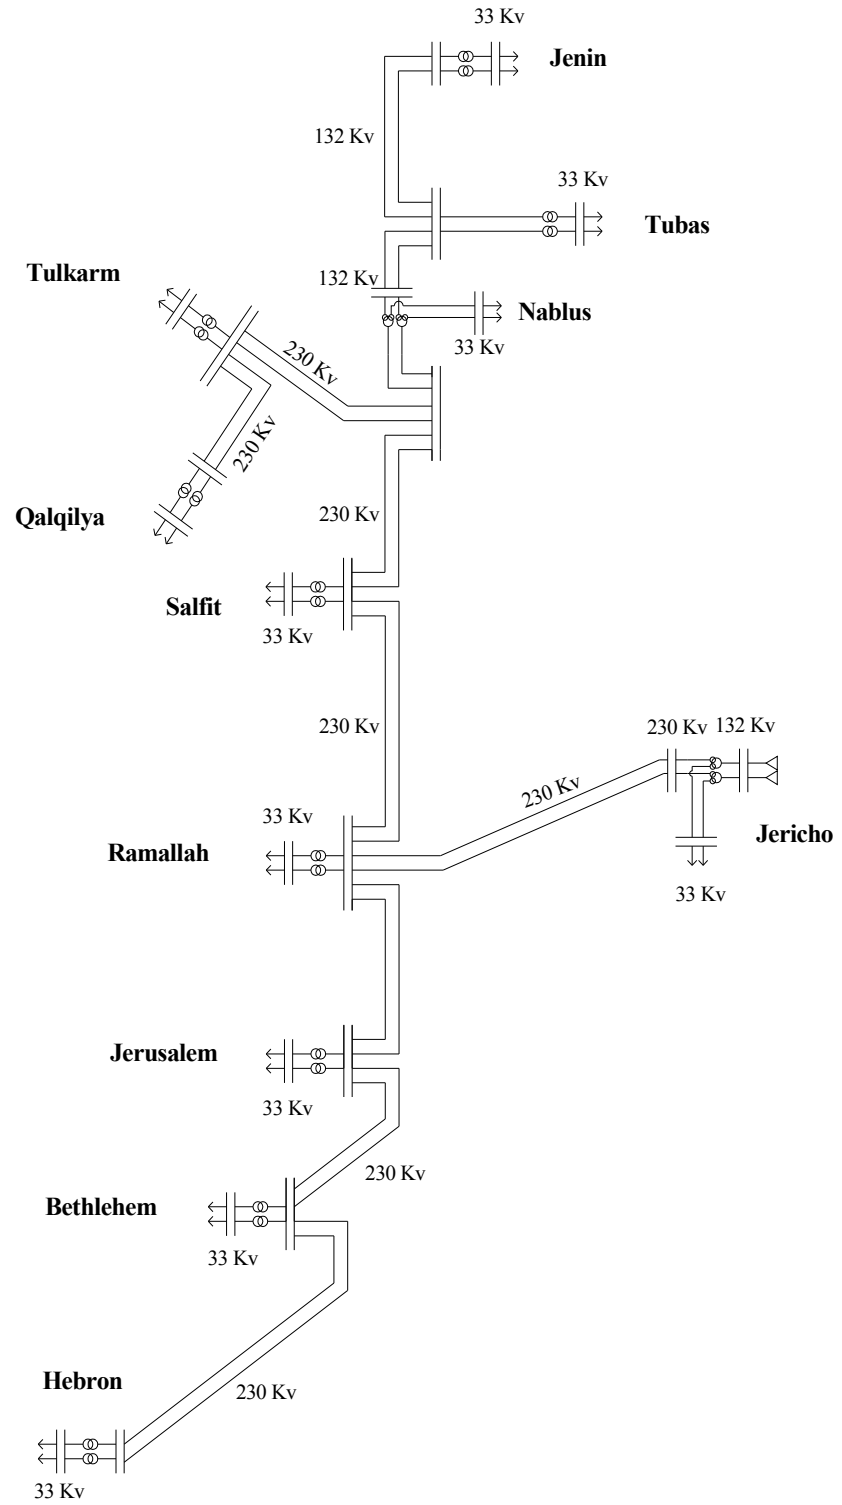 33 Kv
Jenin
132 Kv
33 Kv
Tubas
Tulkarm
132 Kv
Nablus
33 Kv
230 Kv
230 Kv
Qalqilya
230 Kv
Salfit
33 Kv
230 Kv
230 Kv 132 Kv
230 Kv
33 Kv
Jericho
Ramallah
33 Kv
Jerusalem
33 Kv
230 Kv
Bethlehem
33 Kv
Hebron
230 Kv
33 Kv